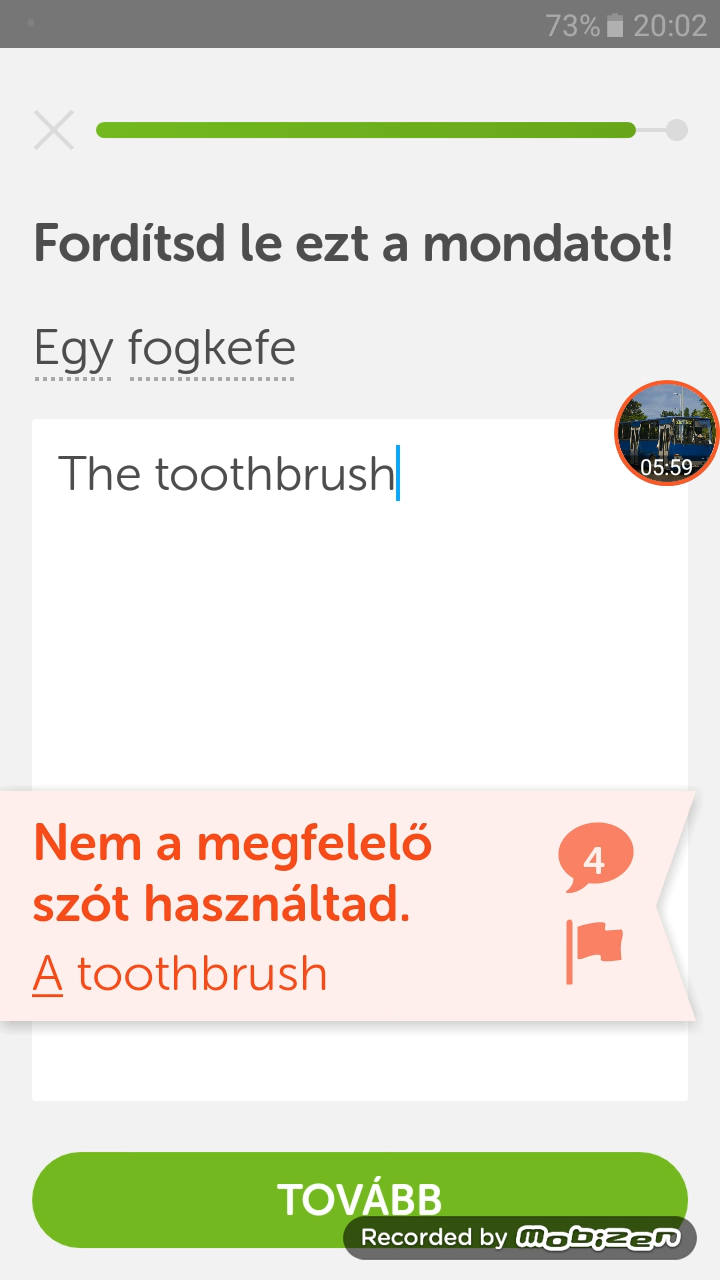 73% 20:02
Fordítsd le ezt a mondatot!
Egy fogkefe
The toothbrush
05:59
Nem a megfelelő
szót használtad.
A toothbrush
4
TOVÁBB
Recorded by mobizen